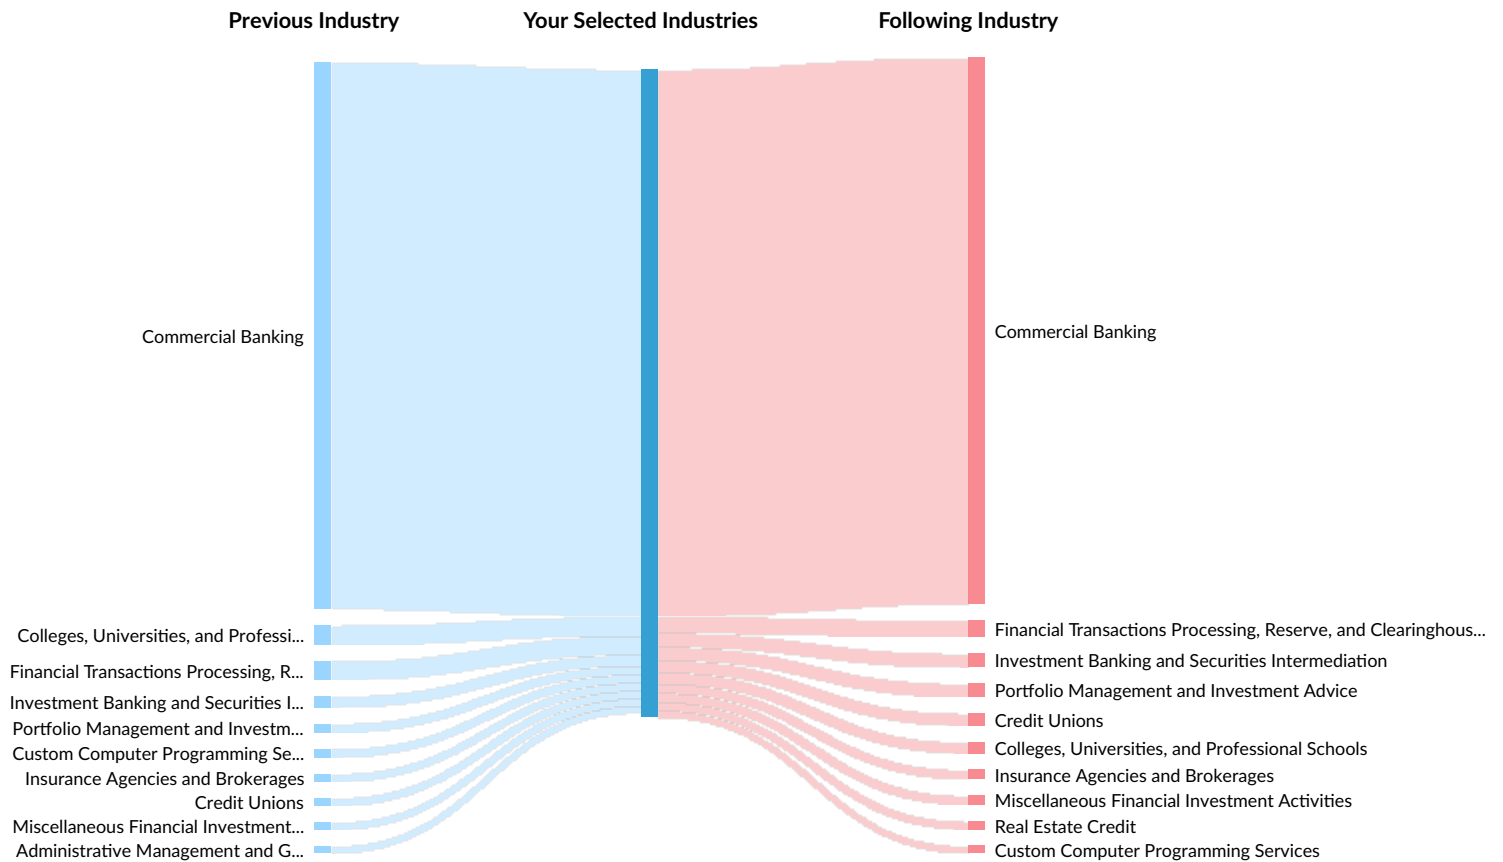 Previous Industry
Your Selected Industries
Following Industry
Commercial Banking
Colleges, Universities, and Professi...
Financial Transactions Processing, R...
Investment Banking and Securities I...
Portfolio Management and Investm...
Custom Computer Programming Se...
Insurance Agencies and Brokerages
Credit Unions
Miscellaneous Financial Investment...
Administrative Management and G...
Commercial Banking
Financial Transactions Processing, Reserve, and Clearinghous...
Investment Banking and Securities Intermediation
Portfolio Management and Investment Advice
Credit Unions
Colleges, Universities, and Professional Schools
Insurance Agencies and Brokerages
Miscellaneous Financial Investment Activities
Real Estate Credit
Custom Computer Programming Services